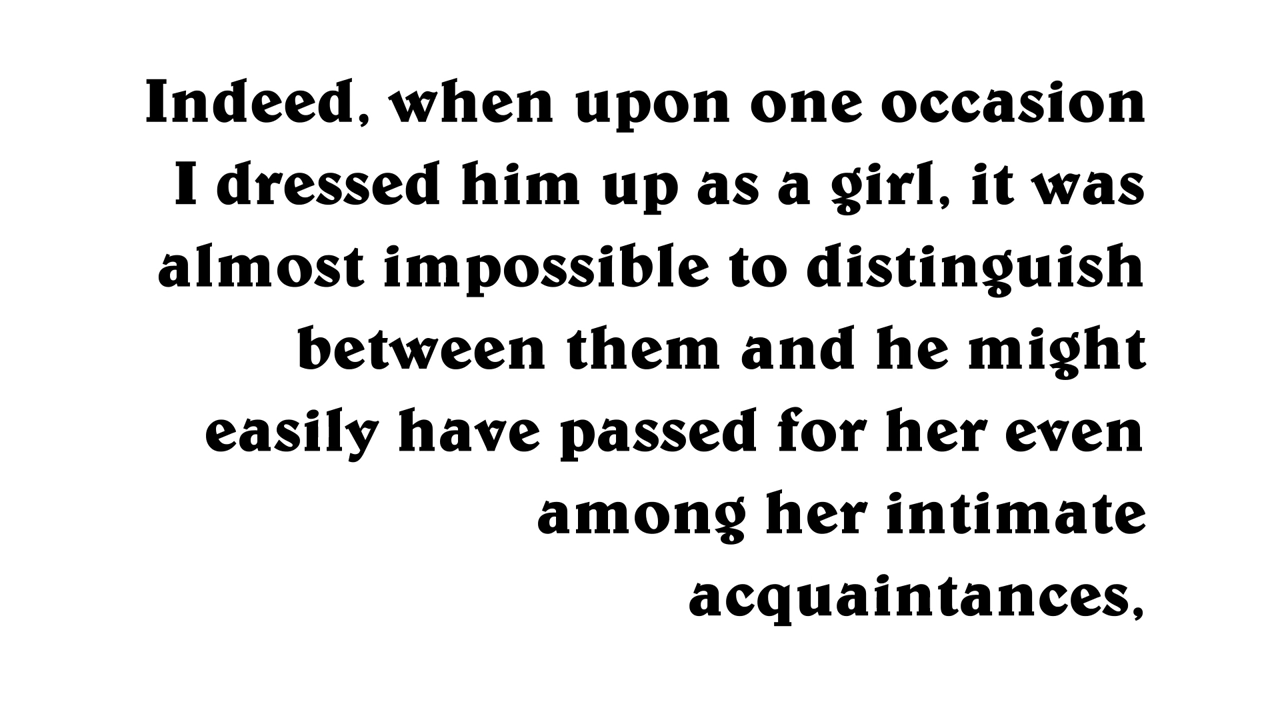 Indeed, when upon one occasion
I dressed him up as a girl, it was
almost impossible to distinguish
between them and he might
easily have passed for her even
among her intimate
acquaintances,